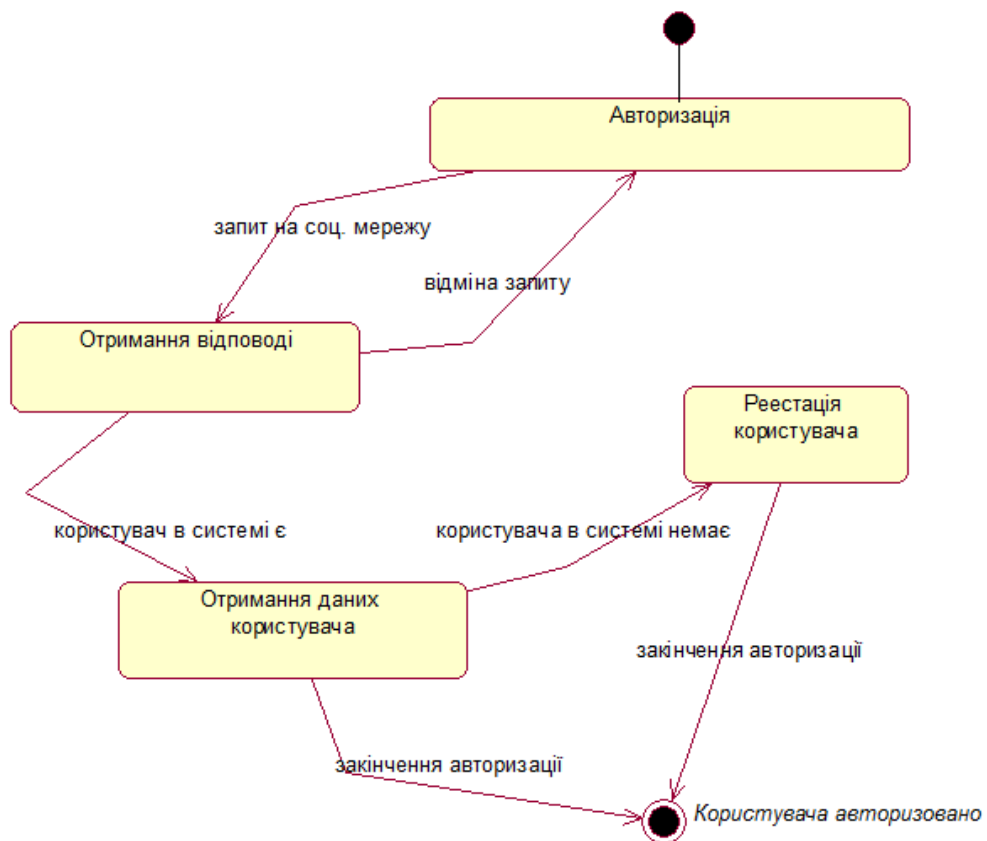 Авторизація
запит на соц. мережу
відміна запиту
Отримання відповоді
Реестація
користувача
користувач в системі є
користувача в системі немає
Отримання даних
користувача
закінчення авторизації
закінчення авторизації
Користувача авторизовано